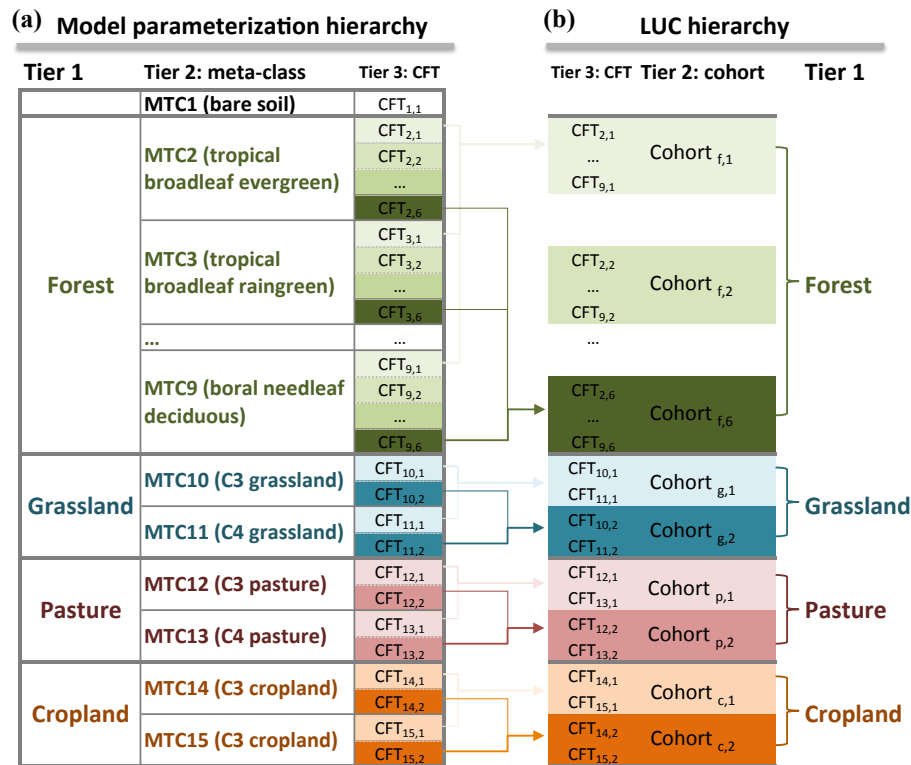 (a) Model parameterization hierarchy
Tier 1 Tier 2: meta-class Tier 3: CFT
MTC1 (bare soil) CFT1,1
Forest
MTC2 (tropical
broadleaf evergreen)
CFT2,1
CFT2,2
...
CFT2,6
MTC3 (tropical
broadleaf raingreen)
CFT3,1
CFT3,2
...
CFT3,6
... ...
MTC9 (boral needleaf
deciduous)
CFT9,1
CFT9,2
...
CFT9,6
Grassland
MTC10 (C3 grassland)
CFT10,1
CFT10,2
MTC11 (C4 grassland)
CFT11,1
CFT11,2
Pasture
MTC12 (C3 pasture)
CFT12,1
CFT12,2
MTC13 (C4 pasture)
CFT13,1
CFT13,2
Cropland
MTC14 (C3 cropland)
CFT14,1
CFT14,2
MTC15 (C3 cropland)
CFT15,1
CFT15,2
(b) LUC hierarchy
Tier 3: CFT Tier 2: cohort Tier 1
CFT2,1
...
CFT9,1
Cohort f,1
CFT2,2
...
CFT9,2
Cohort f,2
...
CFT2,6
...
CFT9,6
Cohort f,6
Forest
CFT10,1
CFT11,1
Cohort g,1
CFT10,2
CFT11,2
Cohort g,2
Grassland
CFT12,1
CFT13,1
Cohort p,1
CFT12,2
CFT13,2
Cohort p,2
Pasture
CFT14,1
CFT15,1
Cohort c,1
CFT14,2
CFT15,2
Cohort c,2
Cropland